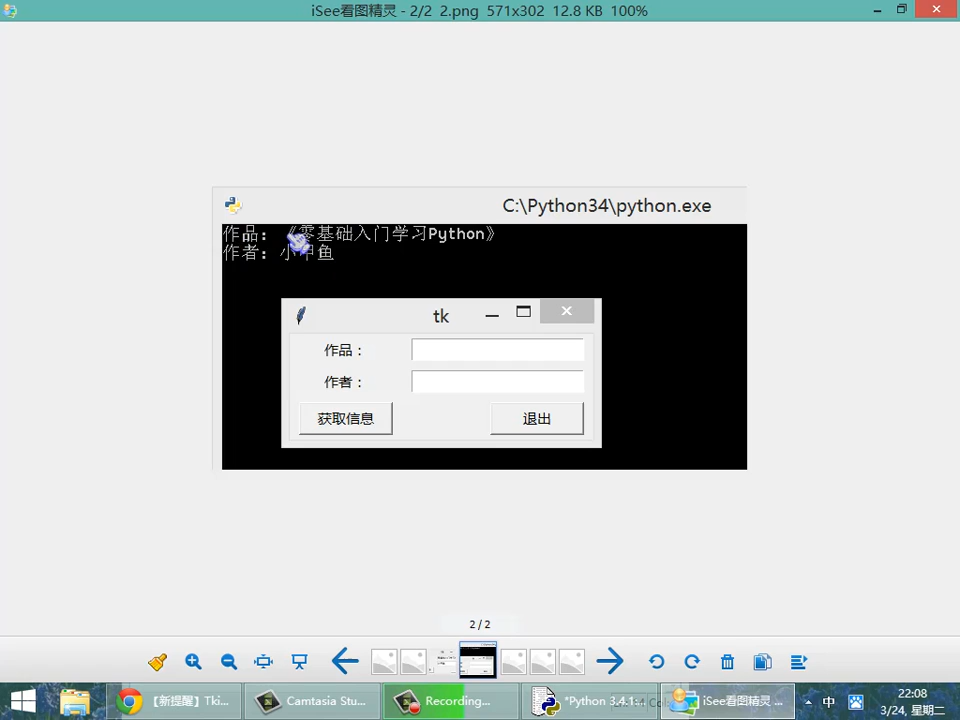 iSee看图精灵 - 2/2 2.png 571x302 12.8 KB 100%
C:\Python34\python.exe
作品: 《零基础入门学习Python》
作者: 小甲鱼
tk
作品：
作者：
获取信息
退出
2 / 2
【新提醒】Tki...
Camtasia Stu...
Recording...
*Python 3.4.1:
iSee看图精灵 ...
中
22:08
3/24, 星期二